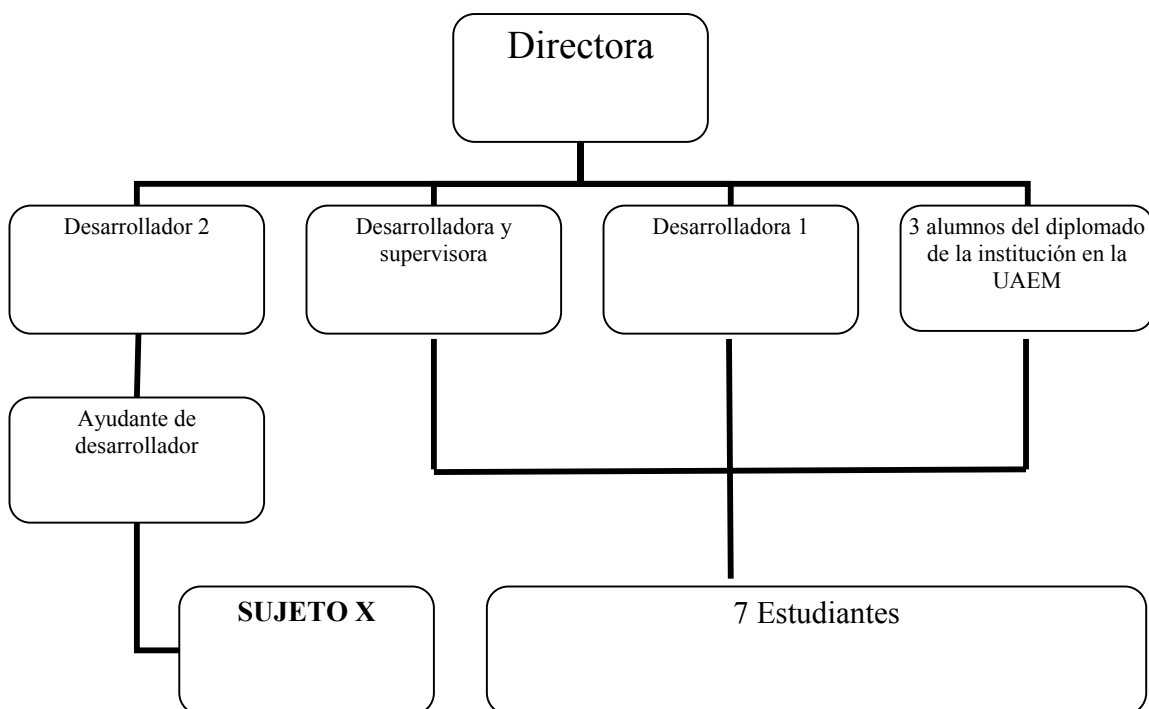 Directora
Desarrollador 2
Desarrolladora y
supervisora
Desarrolladora 1
3 alumnos del diplomado
de la institución en la
UAEM
Ayudante de
desarrollador
SUJETO X
7 Estudiantes